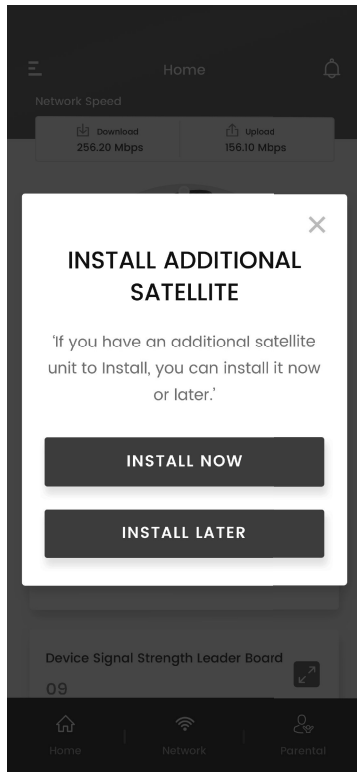 Home
Network Speed
Download
Upload
256.20 Mbps
156.10 Mbps
INSTALL ADDITIONAL
SATELLITE
'If you have an additional satellite
unit to Install, you can install it now
or later.'
INSTALL NOW
INSTALL LATER
Device Signal Strength Leader Board
09
Home
Network
Parental